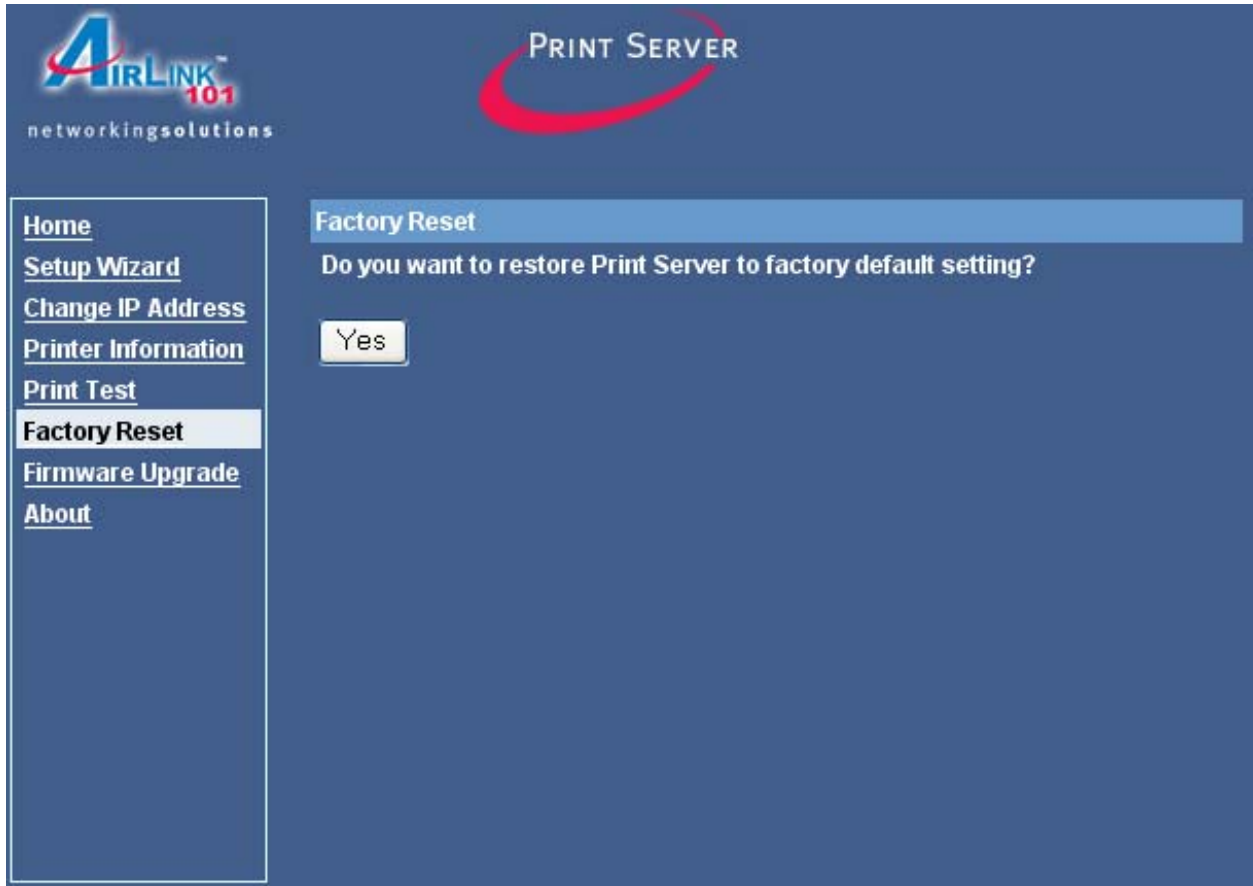 AIRLINK™
101
networkingsolutions
PRINT SERVER
Home
Setup Wizard
Change IP Address
Printer Information
Print Test
Factory Reset
Firmware Upgrade
About
Factory Reset
Do you want to restore Print Server to factory default setting?
Yes